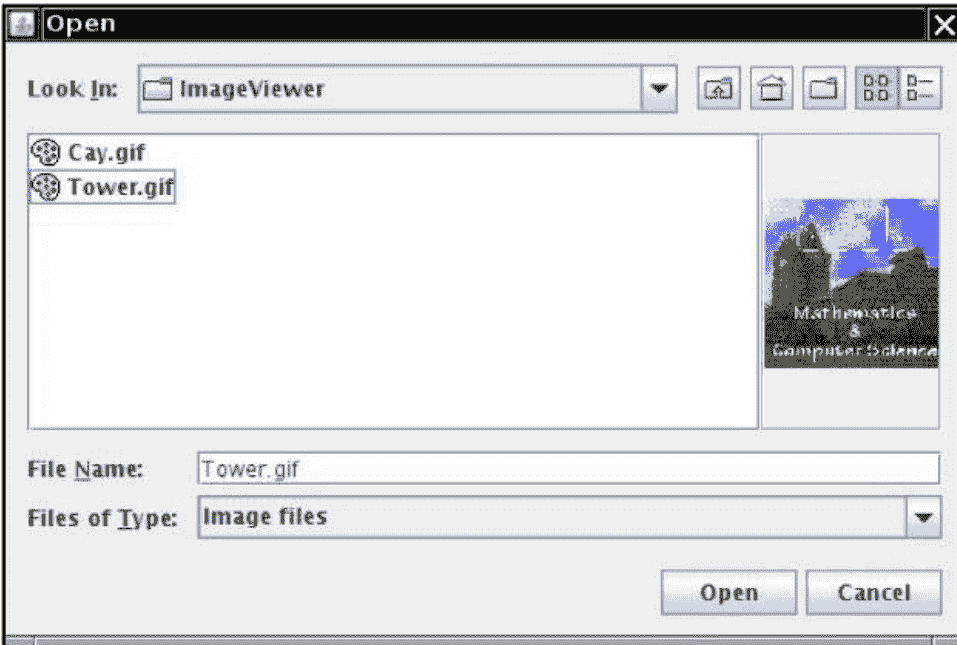 Open
Look In: ImageViewer
Cay.gif
Tower.gif
Mathematics
&
Computer Science
File Name: Tower.gif
Files of Type: Image files
Open Cancel